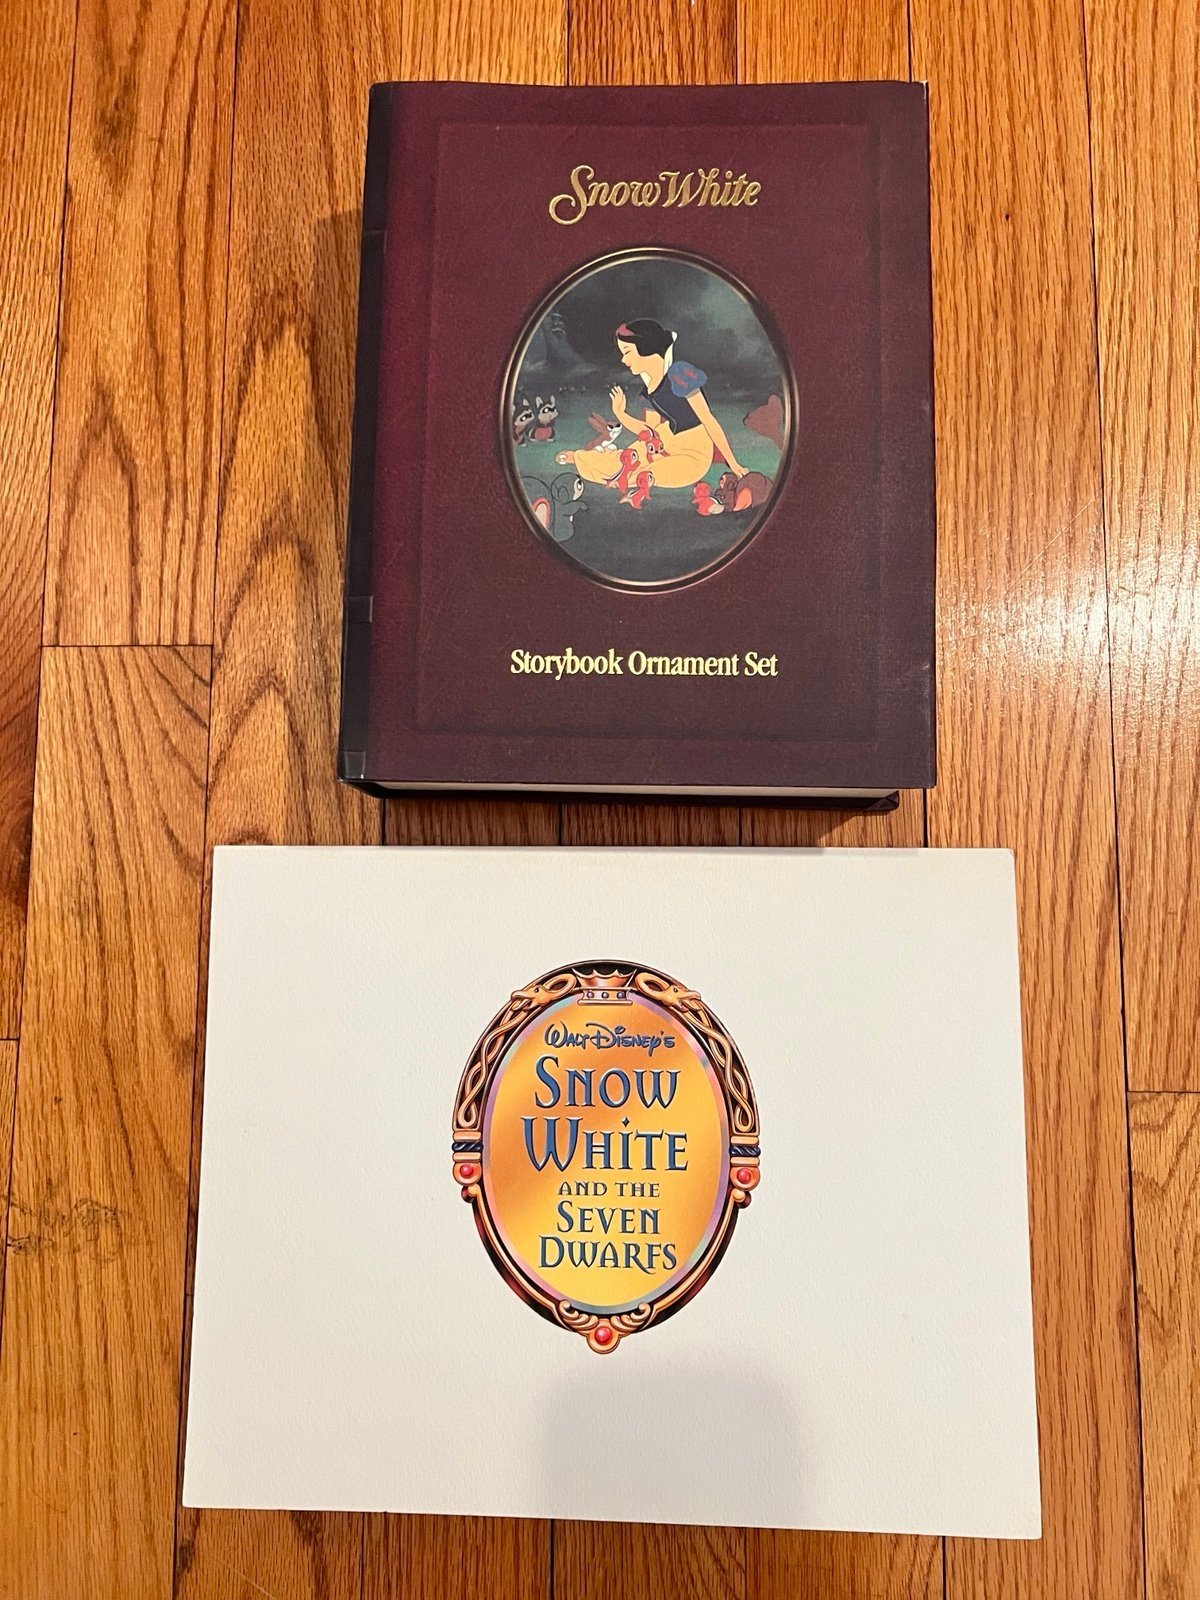 Snow White
Storybook Ornament Set
Walt Disney's
Snow
White
and the
Seven
Dwarfs